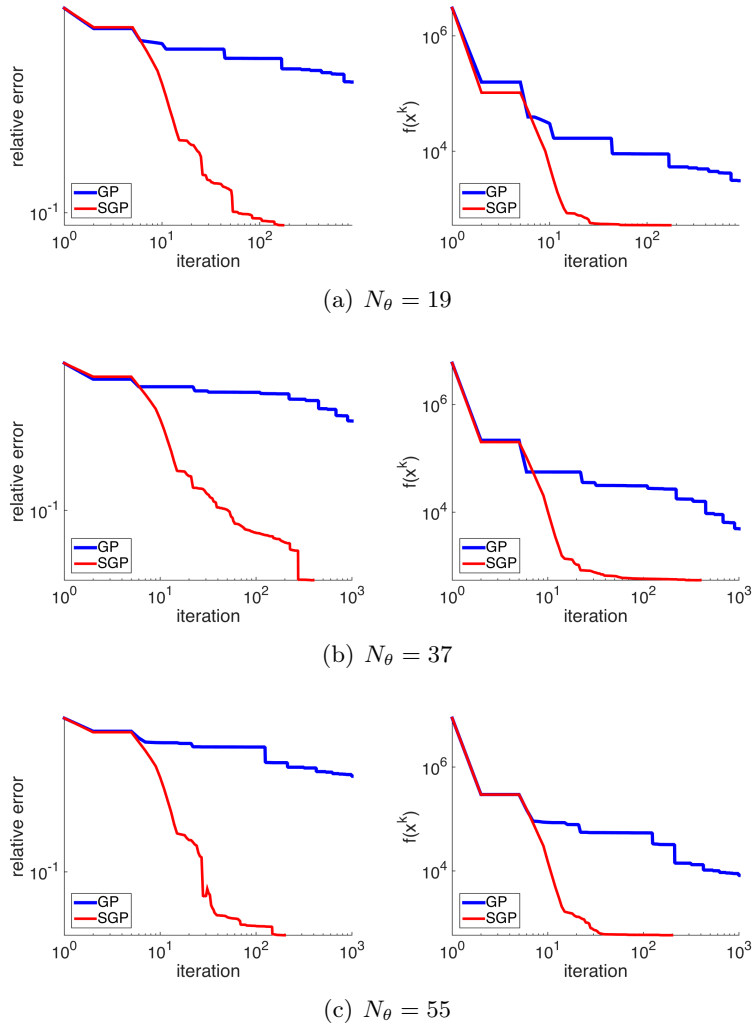 relative error
10^-1
GP
SGP
10^0 10^1 10^2
iteration
f(x^k)
10^6
10^4
GP
SGP
10^0 10^1 10^2
iteration
(a) N_θ = 19
relative error
10^-1
GP
SGP
10^0 10^1 10^2 10^3
iteration
f(x^k)
10^6
10^4
GP
SGP
10^0 10^1 10^2 10^3
iteration
(b) N_θ = 37
relative error
10^-1
GP
SGP
10^0 10^1 10^2 10^3
iteration
f(x^k)
10^6
10^4
GP
SGP
10^0 10^1 10^2 10^3
iteration
(c) N_θ = 55